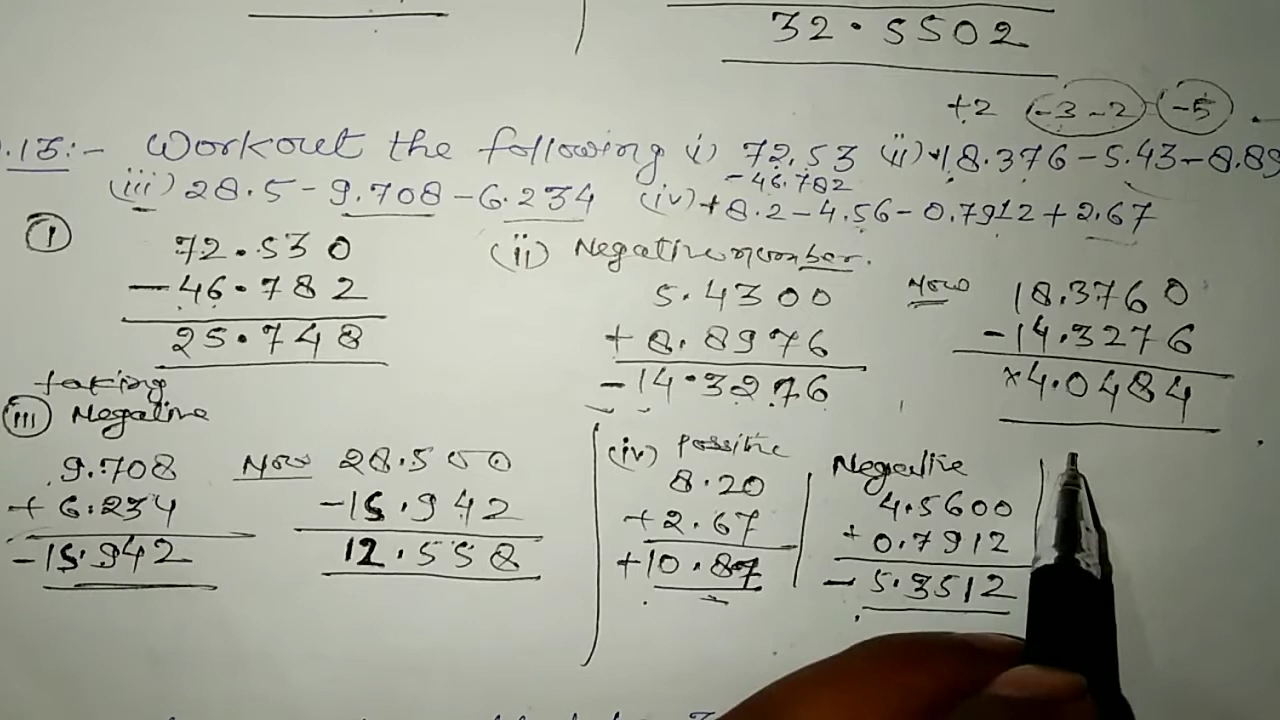 32.5502
+2 -3-2 -5
.13:- Workout the following i) 72.53 (ii) +18.376-5.43-8.89
-46.782
(iii) 28.5-9.708-6.234 (iv) +8.2-4.56-0.7912+2.67
(i)
72.530
-46.782
25.748
(ii) Negative number.
5.4300
+8.8976
-14.3276
Now 18.3760
-14.3276
4.0484
taking
(iii) Negative
9.708
+6.234
-15.942
Now 28.500
-15.942
12.558
(iv) Possitive
8.20
+2.67
+10.87
Negative
4.5600
+0.7912
-5.3512